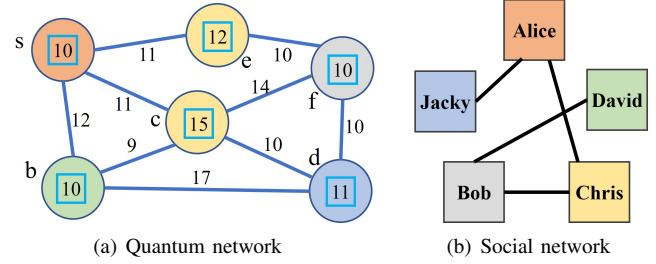 s
10
11
12
e
10
10
f
Alice
Jacky
David
Bob
Chris
11
14
c
15
12
9
10
10
b
10
17
d
11
(a) Quantum network
(b) Social network